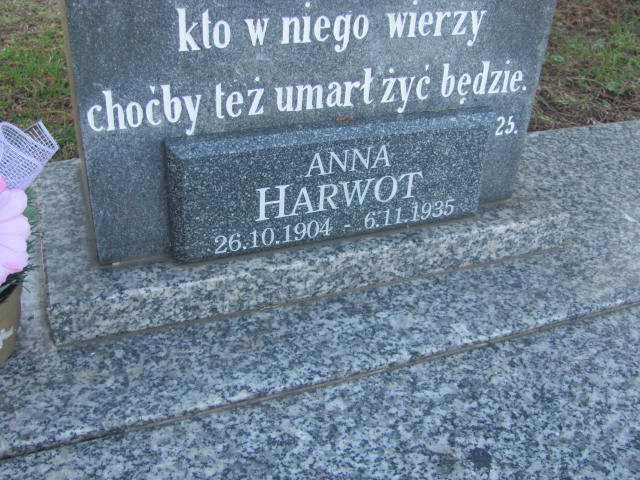 kto w niego wierzy
choćby też umarł żyć będzie.
25.
ANNA
HARWOT
26.10.1904 - 6.11.1935